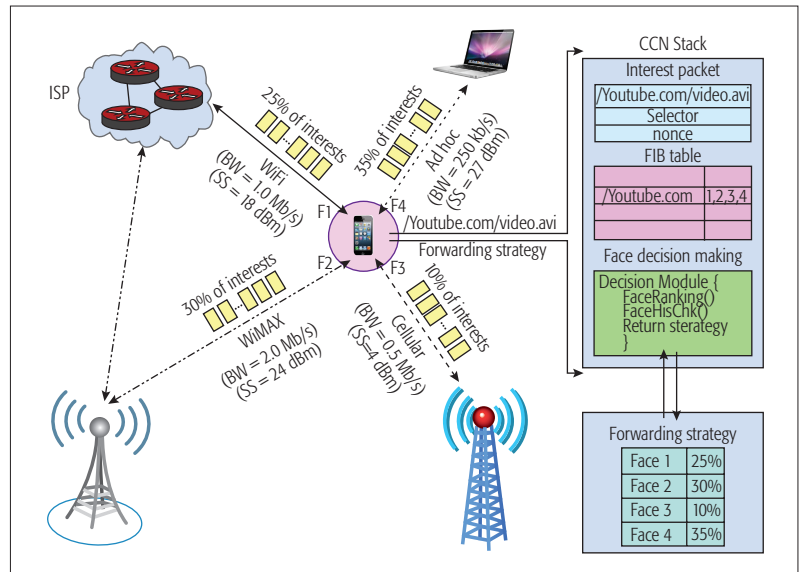 ISP
25% of interests
WiFi
(BW = 1.0 Mb/s)
(SS = 18 dBm)
35% of interests
Ad hoc
(BW = 250 kb/s)
(SS = 27 dBm)
F1
F4
F2
F3
/Youtube.com/video.avi
Forwarding strategy
30% of interests
WiMAX
(BW = 2.0 Mb/s)
(SS = 24 dBm)
10% of interests
Cellular
(BW = 0.5 Mb/s)
(SS=4 dBm)
CCN Stack
Interest packet
/Youtube.com/video.avi
Selector
nonce
FIB table
/Youtube.com 1,2,3,4
Face decision making
Decision Module {
FaceRanking()
FaceHisChk()
Return sterategy
}
Forwarding strategy
Face 1 25%
Face 2 30%
Face 3 10%
Face 4 35%